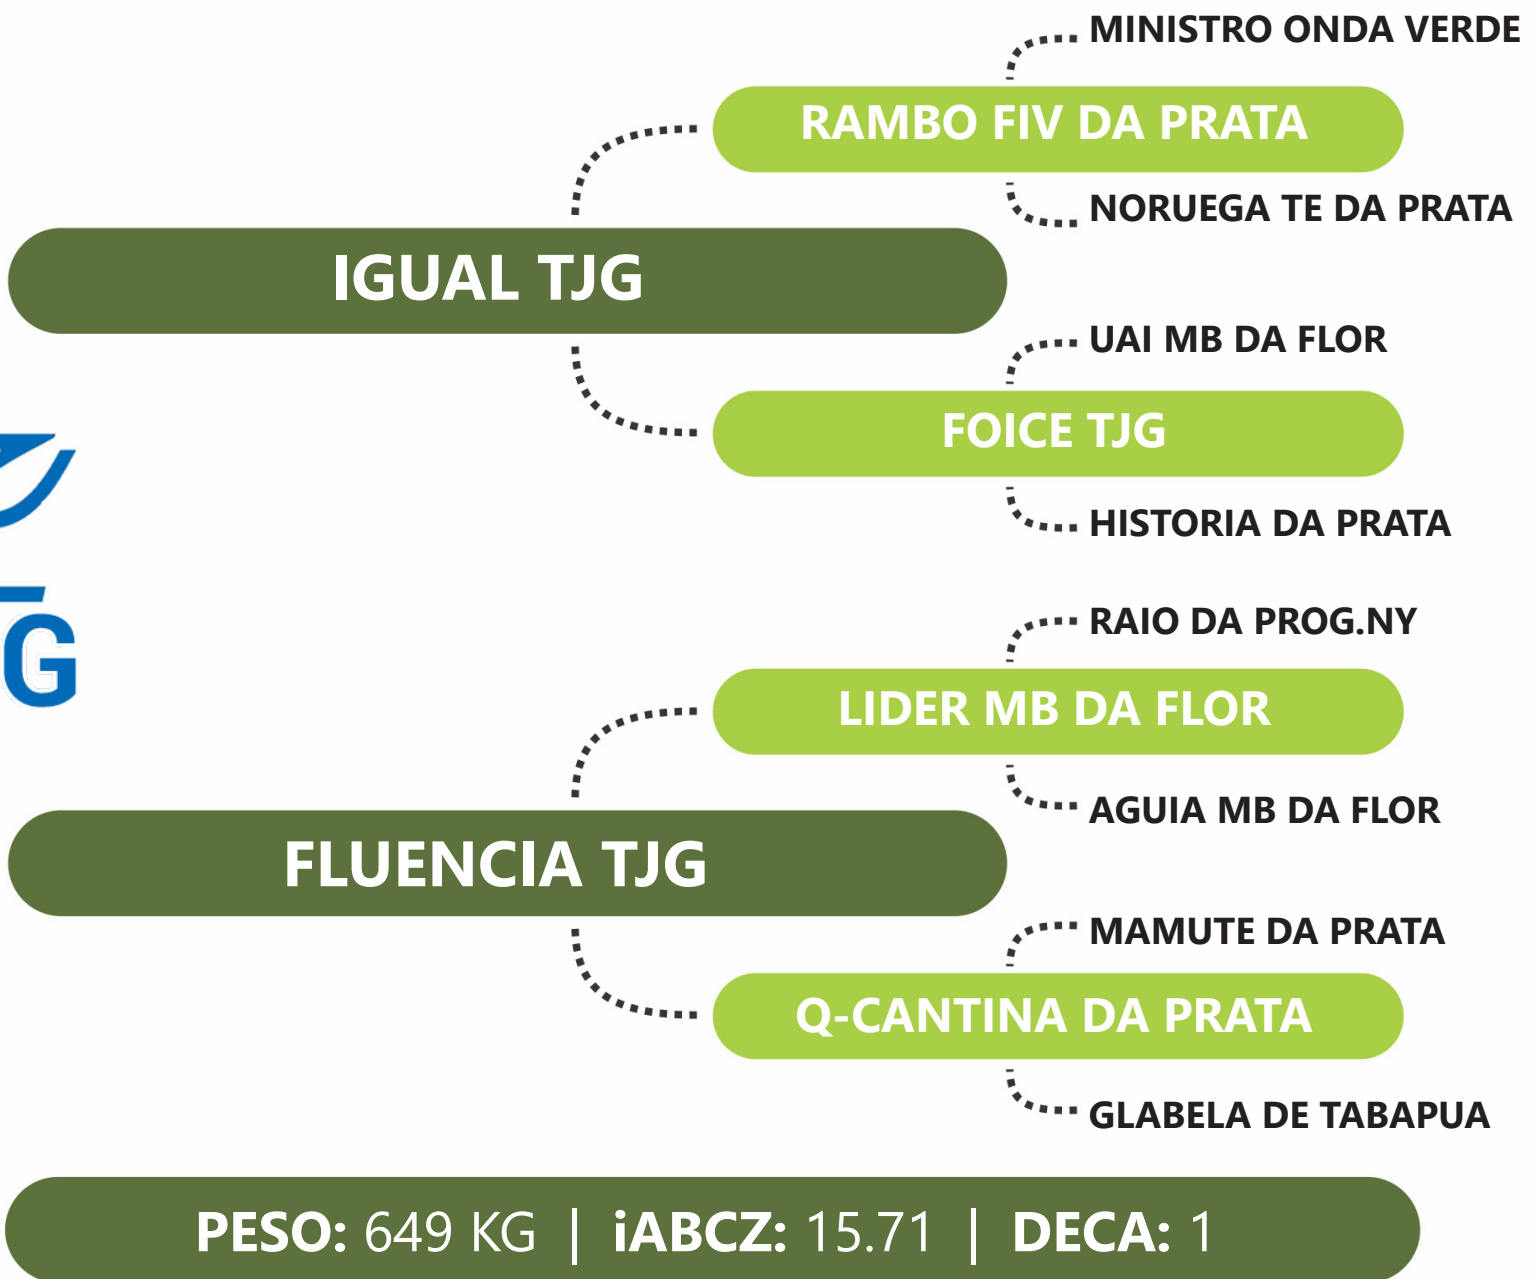 MINISTRO ONDA VERDE
RAMBO FIV DA PRATA
NORUEGA TE DA PRATA
IGUAL TJG
UAI MB DA FLOR
FOICE TJG
HISTORIA DA PRATA
G
RAIO DA PROG.NY
LIDER MB DA FLOR
AGUIA MB DA FLOR
FLUENCIA TJG
MAMUTE DA PRATA
Q-CANTINA DA PRATA
GLABELA DE TABAPUA
PESO: 649 KG | iABCZ: 15.71 | DECA: 1